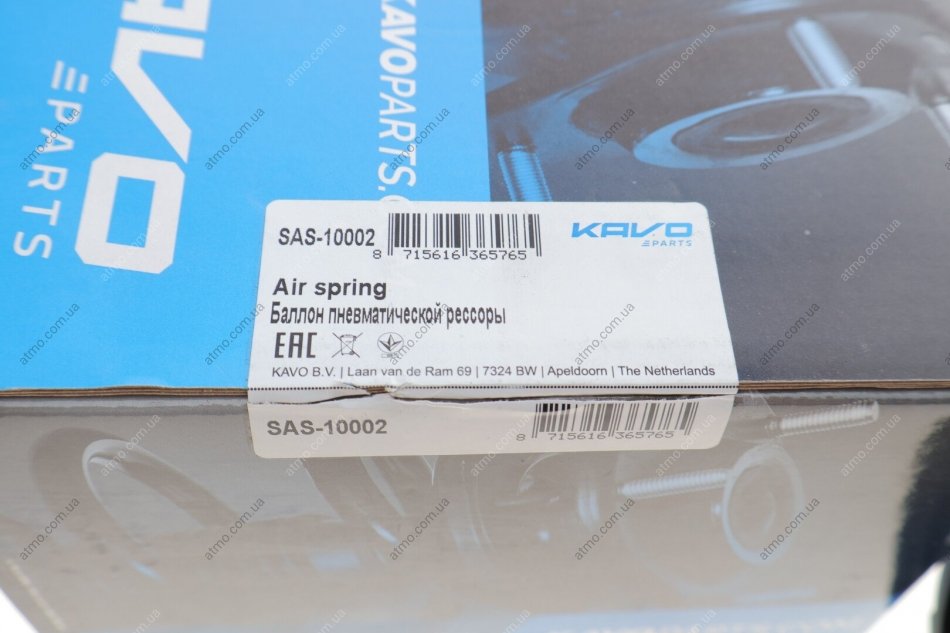 AVO
PARTS
KAVOPARTS.
SAS-10002
8 715616 365765
KAVO
PARTS
Air spring
Баллон пневматической рессоры
EAC
KAVO B.V. | Laan van de Ram 69 | 7324 BW | Apeldoorn | The Netherlands
SAS-10002
8 715616 365765
atmo.com.ua